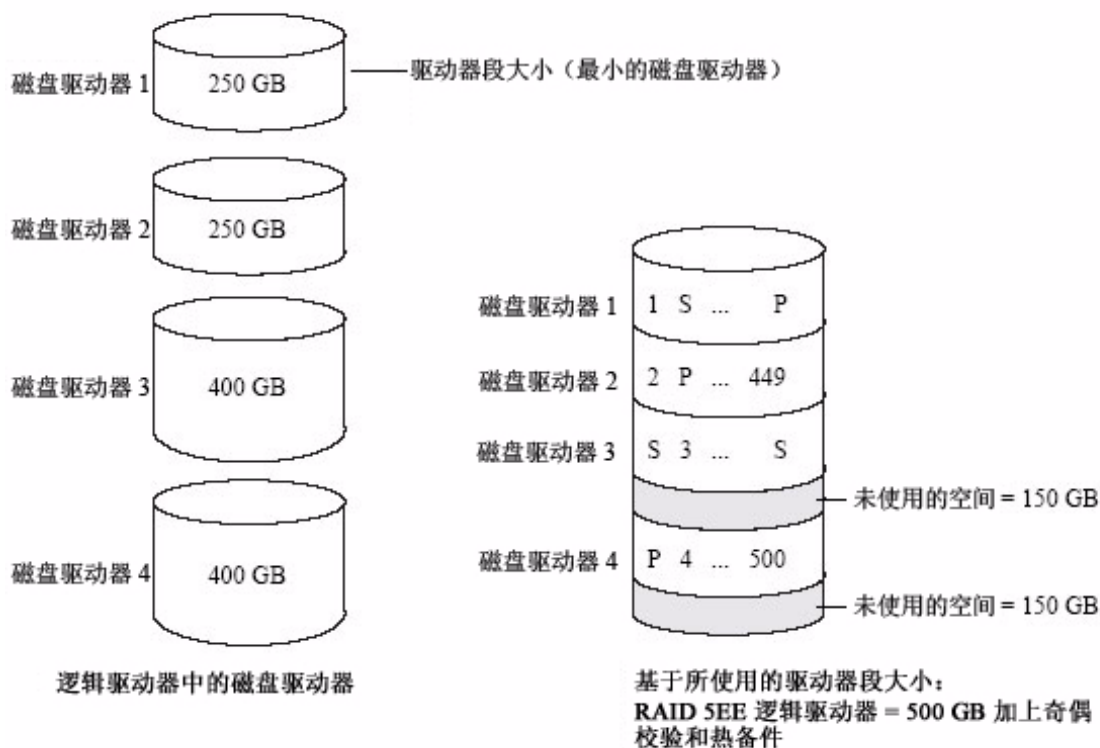 磁盘驱动器 1
250 GB
驱动器段大小（最小的磁盘驱动器）
磁盘驱动器 2
250 GB
磁盘驱动器 3
400 GB
磁盘驱动器 4
400 GB
逻辑驱动器中的磁盘驱动器
磁盘驱动器 1
1 S ... P
磁盘驱动器 2
2 P ... 449
磁盘驱动器 3
S 3 ... S
未使用的空间 = 150 GB
磁盘驱动器 4
P 4 ... 500
未使用的空间 = 150 GB
基于所使用的驱动器段大小：
RAID 5EE 逻辑驱动器 = 500 GB 加上奇偶
校验和热备件